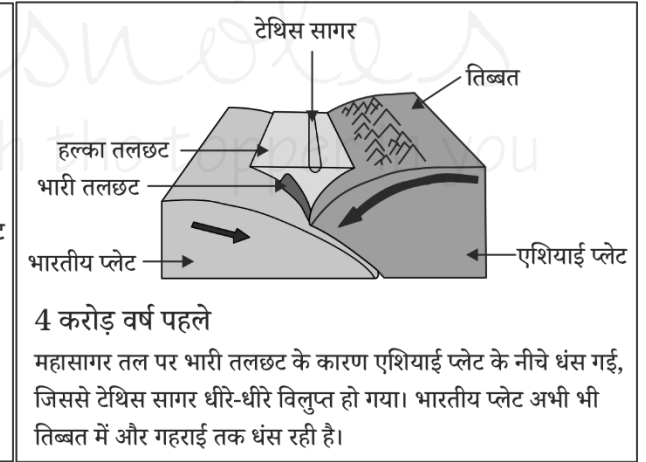 टेथिस सागर
तिब्बत
हल्का तलछट
भारी तलछट
भारतीय प्लेट
एशियाई प्लेट
4 करोड़ वर्ष पहले
महासागर तल पर भारी तलछट के कारण एशियाई प्लेट के नीचे धंस गई,
जिससे टेथिस सागर धीरे-धीरे विलुप्त हो गया। भारतीय प्लेट अभी भी
तिब्बत में और गहराई तक धंस रही है।